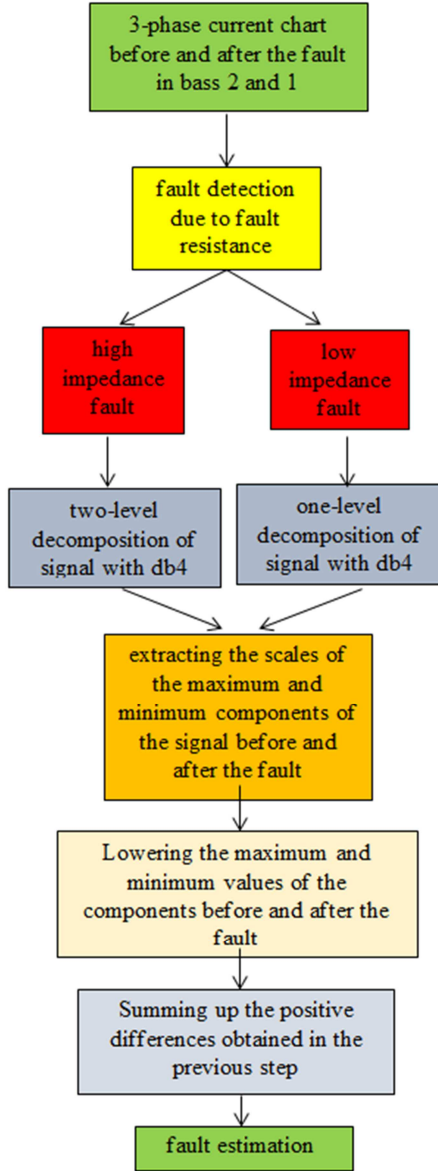 3-phase current chart
before and after the fault
in bass 2 and 1
fault detection
due to fault
resistance
high
impedance
fault
low
impedance
fault
two-level
decomposition of
signal with db4
one-level
decomposition of
signal with db4
extracting the scales of
the maximum and
minimum components of
the signal before and
after the fault
Lowering the maximum and
minimum values of the
components before and after the
fault
Summing up the positive
differences obtained in the
previous step
fault estimation